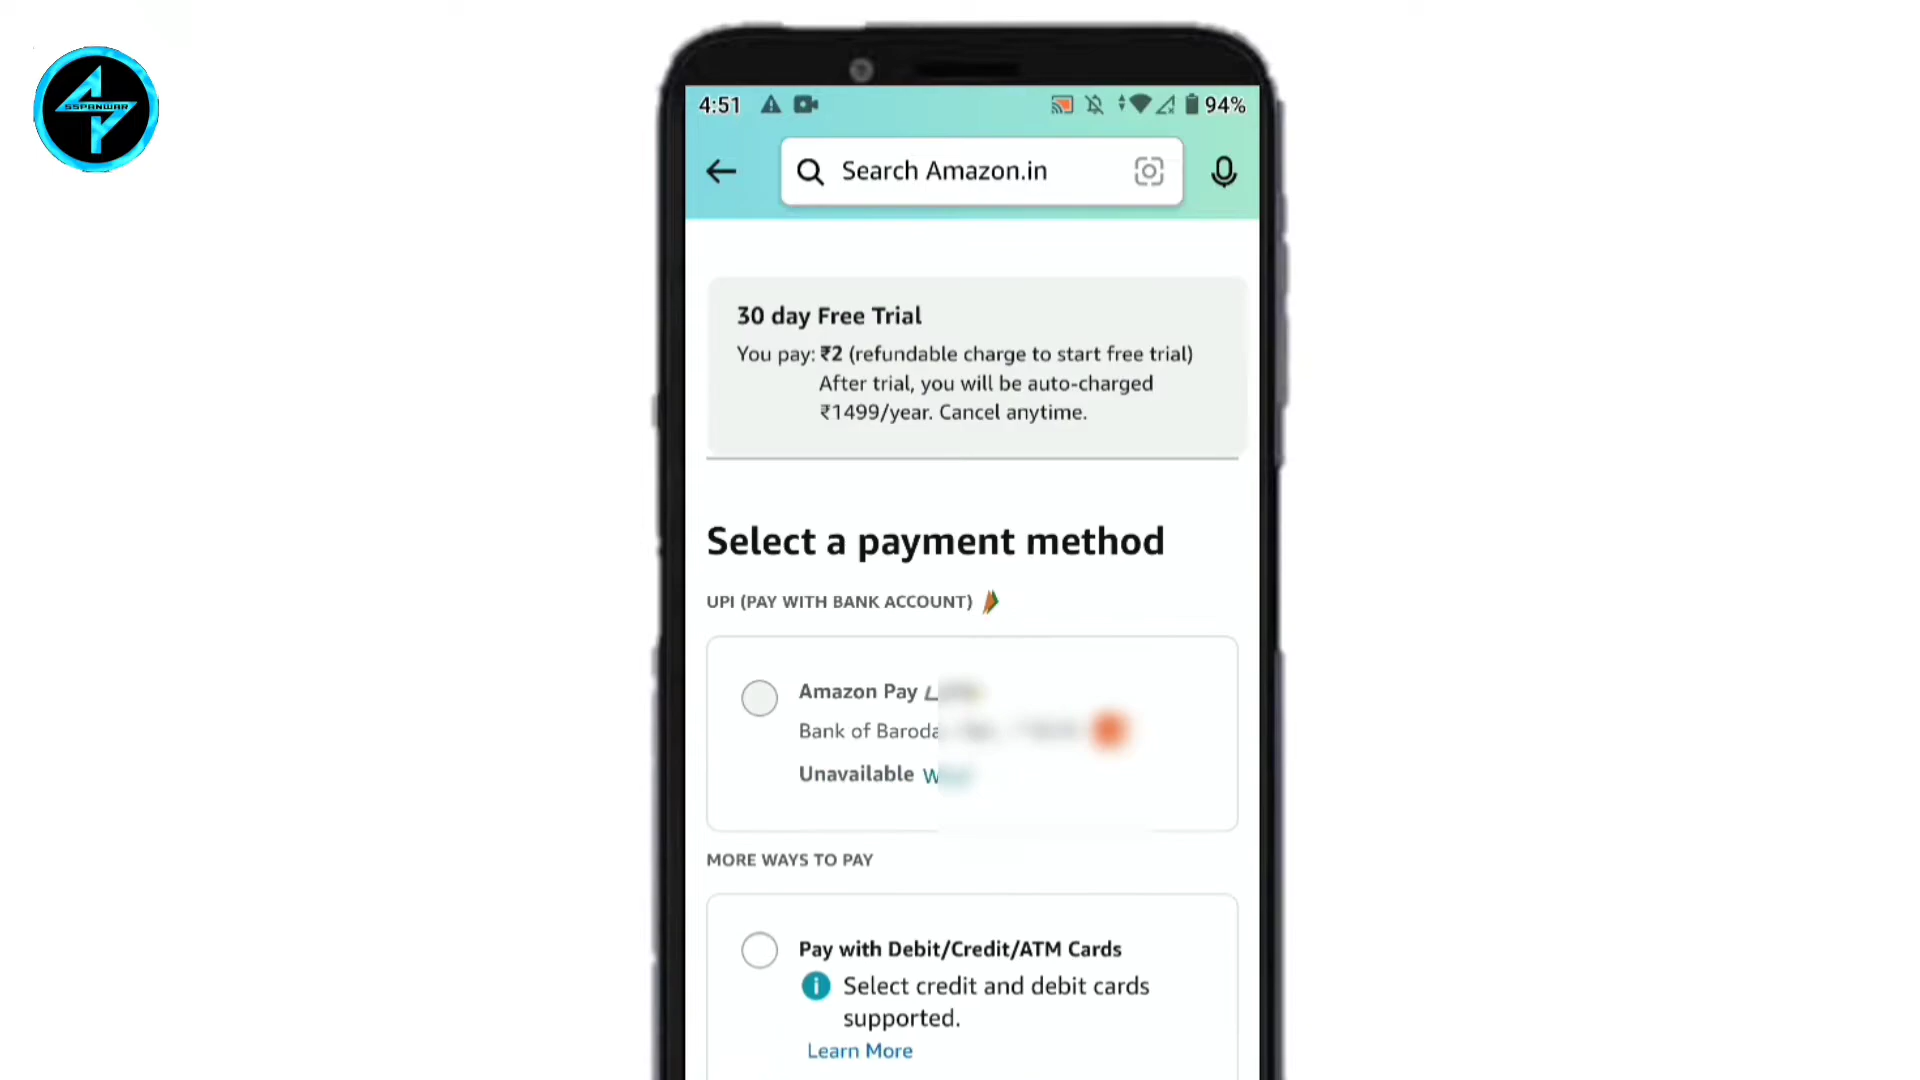 SSPANWAR
4:51 94%
Search Amazon.in
30 day Free Trial
You pay: ₹2 (refundable charge to start free trial)
After trial, you will be auto-charged
₹1499/year. Cancel anytime.
Select a payment method
UPI (PAY WITH BANK ACCOUNT)
Amazon Pay
Bank of Baroda
Unavailable
MORE WAYS TO PAY
Pay with Debit/Credit/ATM Cards
Select credit and debit cards
supported.
Learn More